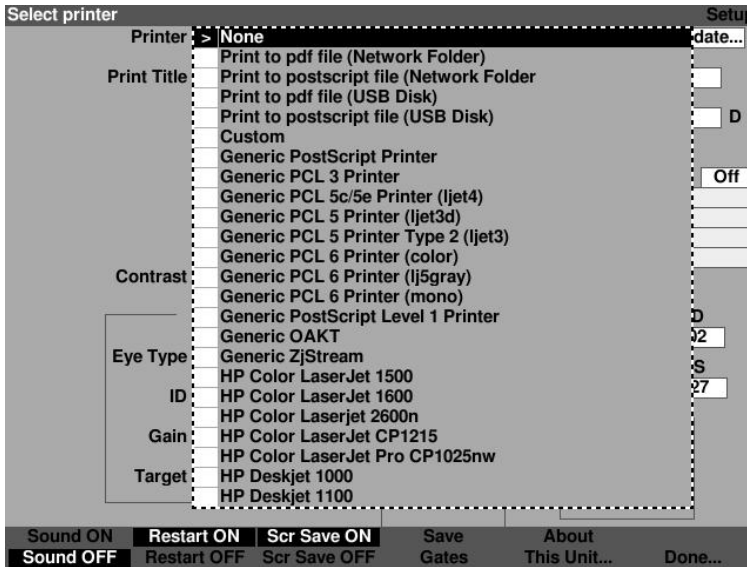 Select printer Setup
Printer > None date...
Print to pdf file (Network Folder)
Print Title Print to postscript file (Network Folder
Print to pdf file (USB Disk)
Print to postscript file (USB Disk) D
Custom
Generic PostScript Printer
Generic PCL 3 Printer Off
Generic PCL 5c/5e Printer (ljet4)
Generic PCL 5 Printer (ljet3d)
Generic PCL 5 Printer Type 2 (ljet3)
Generic PCL 6 Printer (color)
Contrast Generic PCL 6 Printer (lj5gray)
Generic PCL 6 Printer (mono)
Generic PostScript Level 1 Printer D
Generic OAKT 02
Eye Type Generic ZjStream
HP Color LaserJet 1500 S
ID HP Color LaserJet 1600 27
HP Color Laserjet 2600n
Gain HP Color LaserJet CP1215
HP Color LaserJet Pro CP1025nw
Target HP Deskjet 1000
HP Deskjet 1100
Sound ON Restart ON Scr Save ON Save About
Sound OFF Restart OFF Scr Save OFF Gates This Unit... Done...